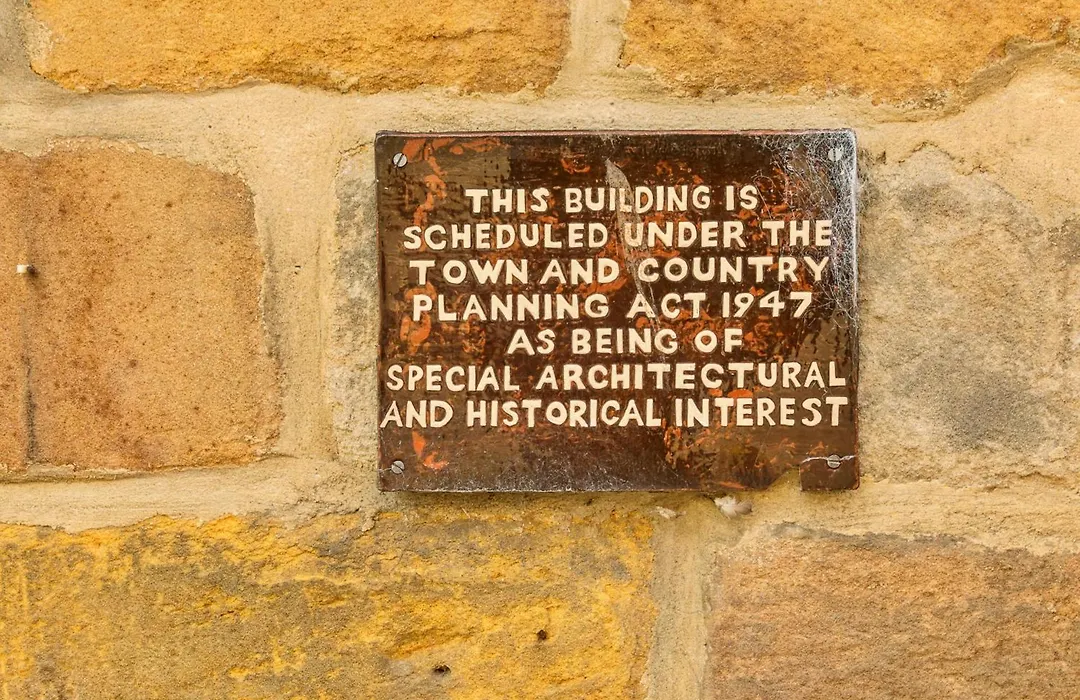 THIS BUILDING IS
SCHEDULED UNDER THE
TOWN AND COUNTRY
PLANNING ACT 1947
AS BEING OF
SPECIAL ARCHITECTURAL
AND HISTORICAL INTEREST